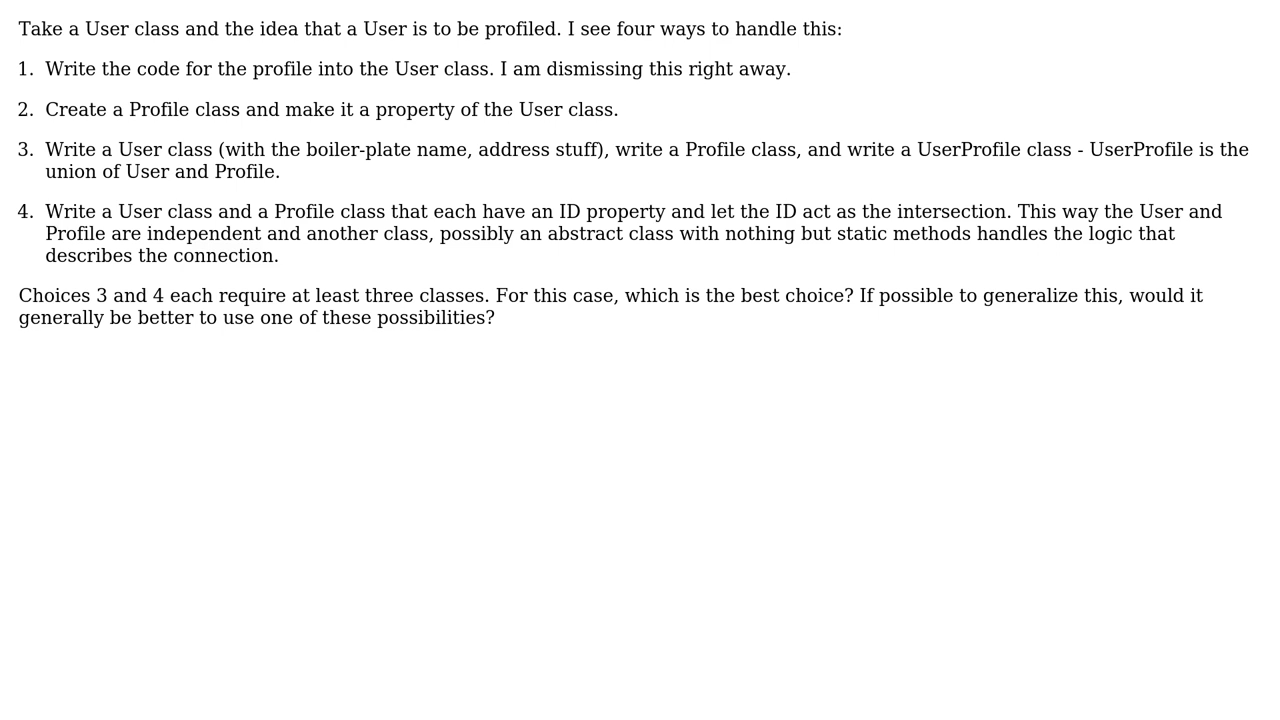 Take a User class and the idea that a User is to be profiled. I see four ways to handle this:
1. Write the code for the profile into the User class. I am dismissing this right away.
2. Create a Profile class and make it a property of the User class.
3. Write a User class (with the boiler-plate name, address stuff), write a Profile class, and write a UserProfile class - UserProfile is the
union of User and Profile.
4. Write a User class and a Profile class that each have an ID property and let the ID act as the intersection. This way the User and
Profile are independent and another class, possibly an abstract class with nothing but static methods handles the logic that
describes the connection.
Choices 3 and 4 each require at least three classes. For this case, which is the best choice? If possible to generalize this, would it
generally be better to use one of these possibilities?